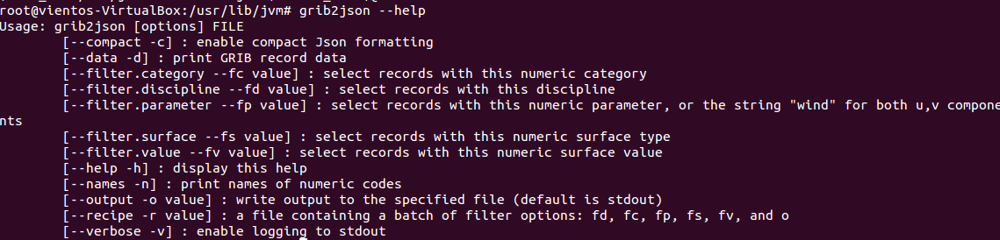 root@vientos-VirtualBox:/usr/lib/jvm# grib2json --help
Usage: grib2json [options] FILE
[--compact -c] : enable compact Json formatting
[--data -d] : print GRIB record data
[--filter.category --fc value] : select records with this numeric category
[--filter.discipline --fd value] : select records with this discipline
[--filter.parameter --fp value] : select records with this numeric parameter, or the string "wind" for both u,v compone
nts
[--filter.surface --fs value] : select records with this numeric surface type
[--filter.value --fv value] : select records with this numeric surface value
[--help -h] : display this help
[--names -n] : print names of numeric codes
[--output -o value] : write output to the specified file (default is stdout)
[--recipe -r value] : a file containing a batch of filter options: fd, fc, fp, fs, fv, and o
[--verbose -v] : enable logging to stdout